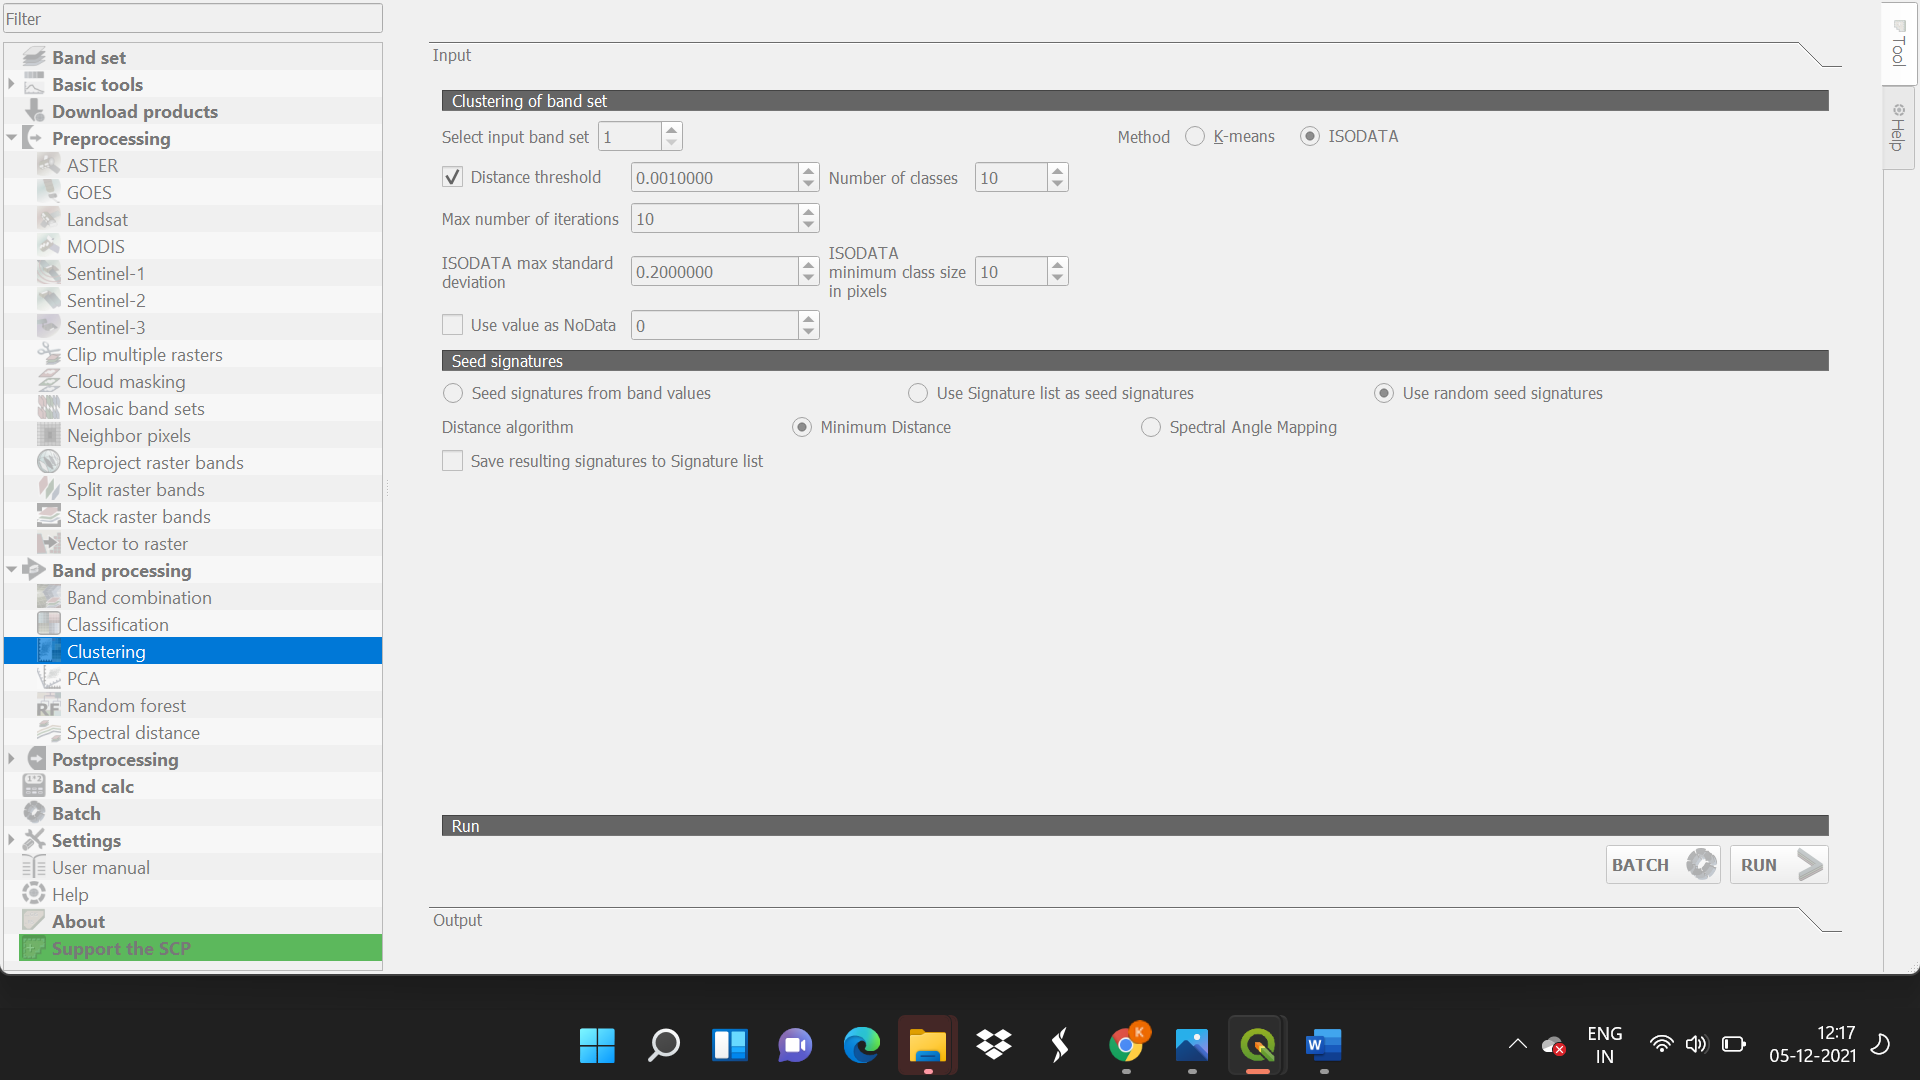 Filter
Band set
Basic tools
Download products
Preprocessing
ASTER
GOES
Landsat
MODIS
Sentinel-1
Sentinel-2
Sentinel-3
Clip multiple rasters
Cloud masking
Mosaic band sets
Neighbor pixels
Reproject raster bands
Split raster bands
Stack raster bands
Vector to raster
Band processing
Band combination
Classification
Clustering
PCA
RF Random forest
Spectral distance
Postprocessing
Band calc
Batch
Settings
User manual
Help
About
Support the SCP
Input
Clustering of band set
Select input band set 1 Method K-means ISODATA
Distance threshold 0.0010000 Number of classes 10
Max number of iterations 10
ISODATA max standard deviation 0.2000000 ISODATA minimum class size in pixels 10
Use value as NoData 0
Seed signatures
Seed signatures from band values Use Signature list as seed signatures Use random seed signatures
Distance algorithm Minimum Distance Spectral Angle Mapping
Save resulting signatures to Signature list
Run
BATCH RUN
Output
Tool
Help
K
W
ENG
IN
12:17
05-12-2021